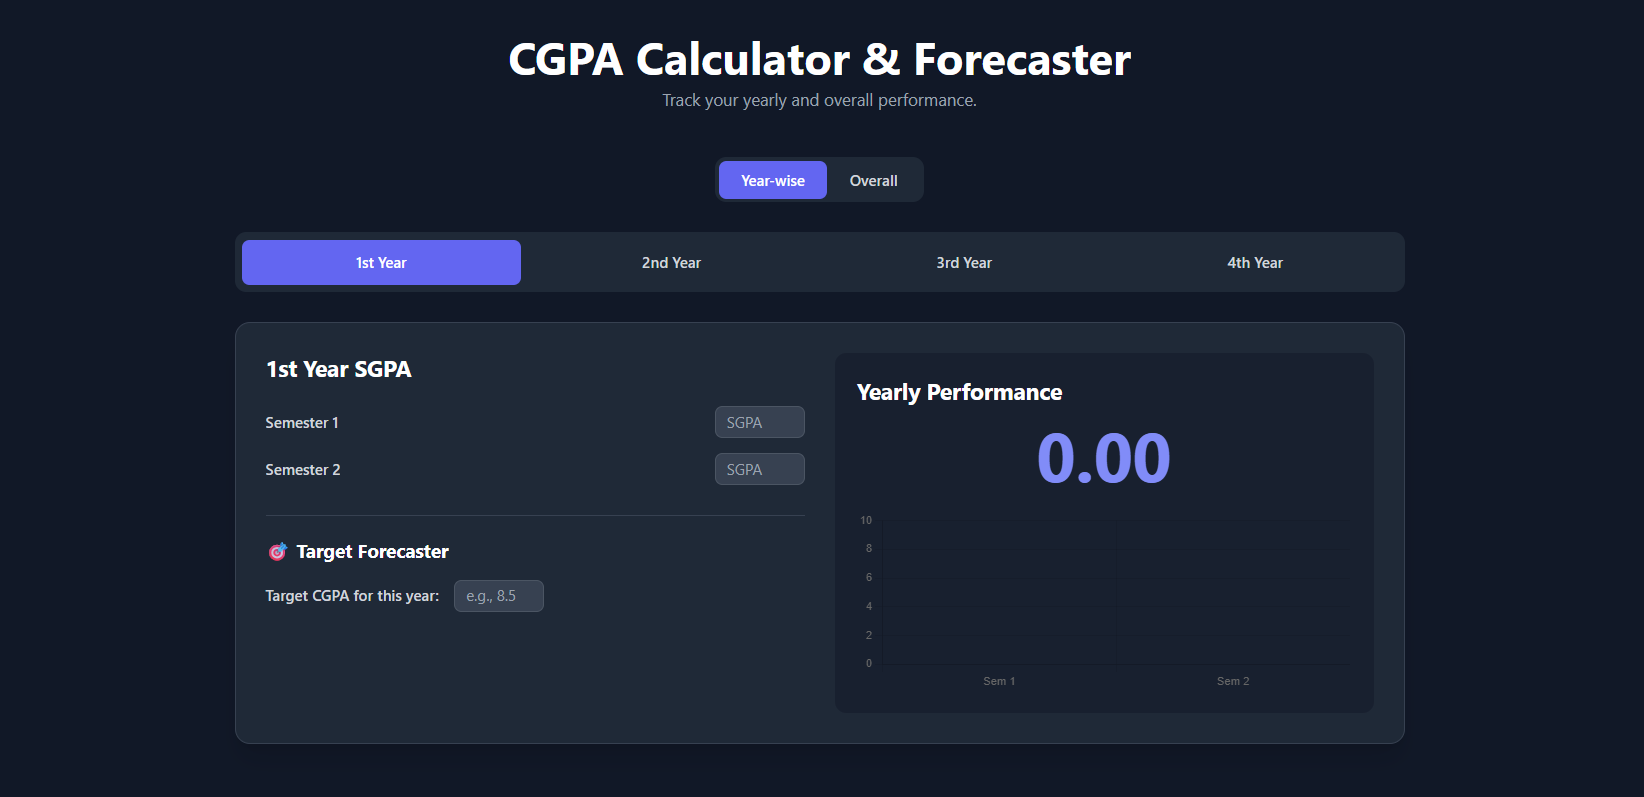 CGPA Calculator & Forecaster
Track your yearly and overall performance.
Year-wise
Overall
1st Year
2nd Year
3rd Year
4th Year
1st Year SGPA
Semester 1
SGPA
Semester 2
SGPA
Target Forecaster
Target CGPA for this year:
e.g., 8.5
Yearly Performance
0.00
10
8
6
4
2
0
Sem 1
Sem 2